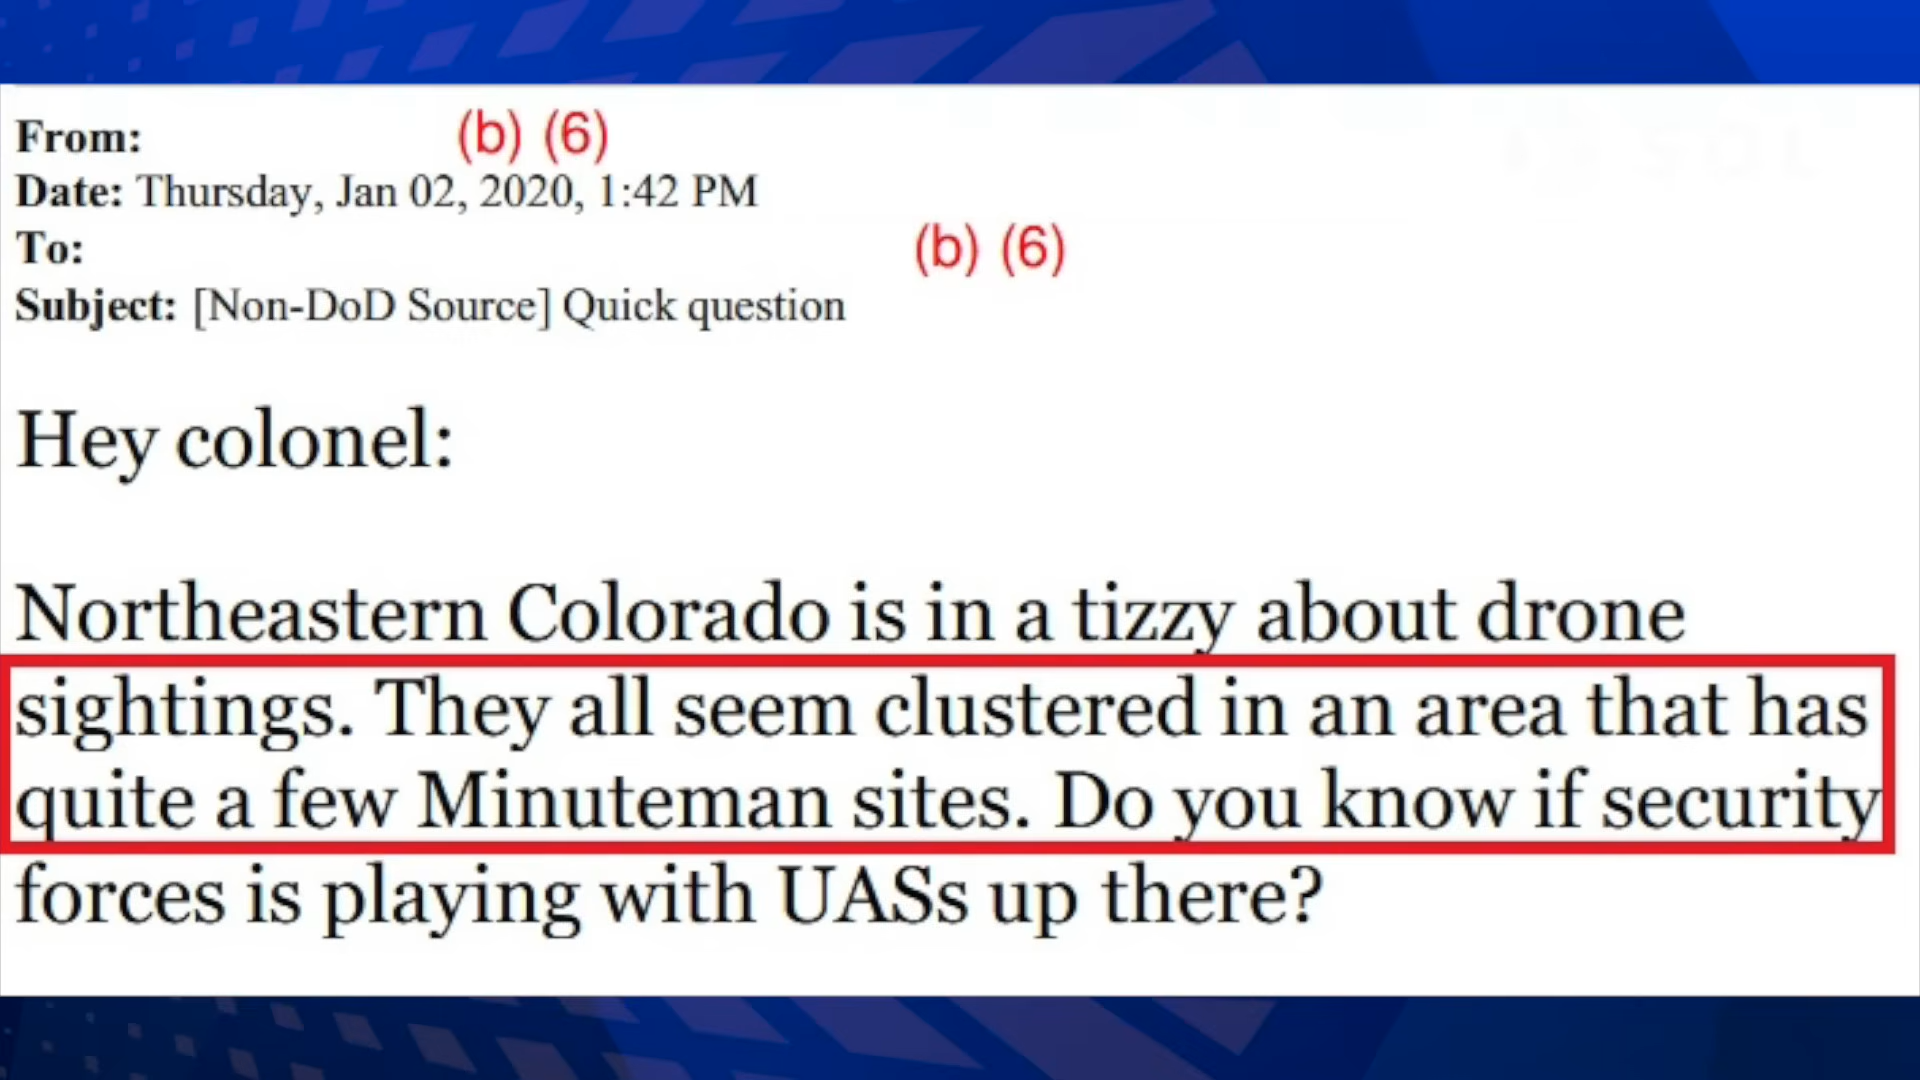 From: (b) (6)
Date: Thursday, Jan 02, 2020, 1:42 PM
To: (b) (6)
Subject: [Non-DoD Source] Quick question
Hey colonel:
Northeastern Colorado is in a tizzy about drone
sightings. They all seem clustered in an area that has
quite a few Minuteman sites. Do you know if security
forces is playing with UASs up there?